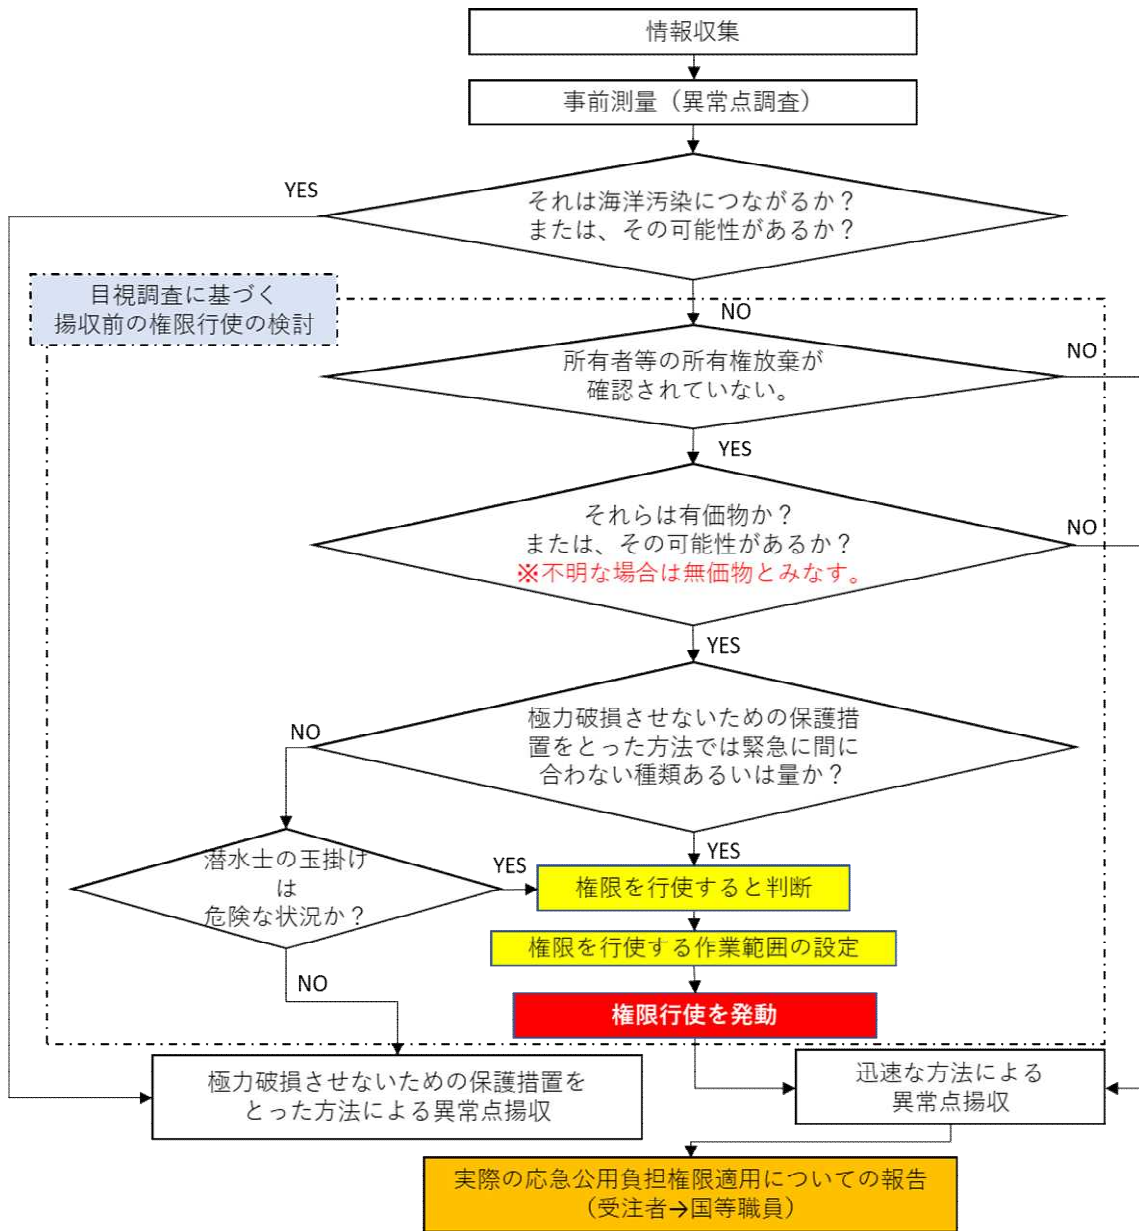 情報収集
事前測量（異常点調査）
YES
それは海洋汚染につながるか？
または、その可能性があるか？
目視調査に基づく
揚収前の権限行使の検討
NO
所有者等の所有権放棄が
確認されていない。
NO
YES
それらは有価物か？
または、その可能性があるか？
※不明な場合は無価物とみなす。
NO
YES
極力破損させないための保護措
置をとった方法では緊急に間に
合わない種類あるいは量か？
NO
YES
潜水士の玉掛け
は
危険な状況か？
YES
権限を行使すると判断
権限を行使する作業範囲の設定
NO
権限行使を発動
極力破損させないための保護措置を
とった方法による異常点揚収
迅速な方法による
異常点揚収
実際の応急公用負担権限適用についての報告
（受注者→国等職員）